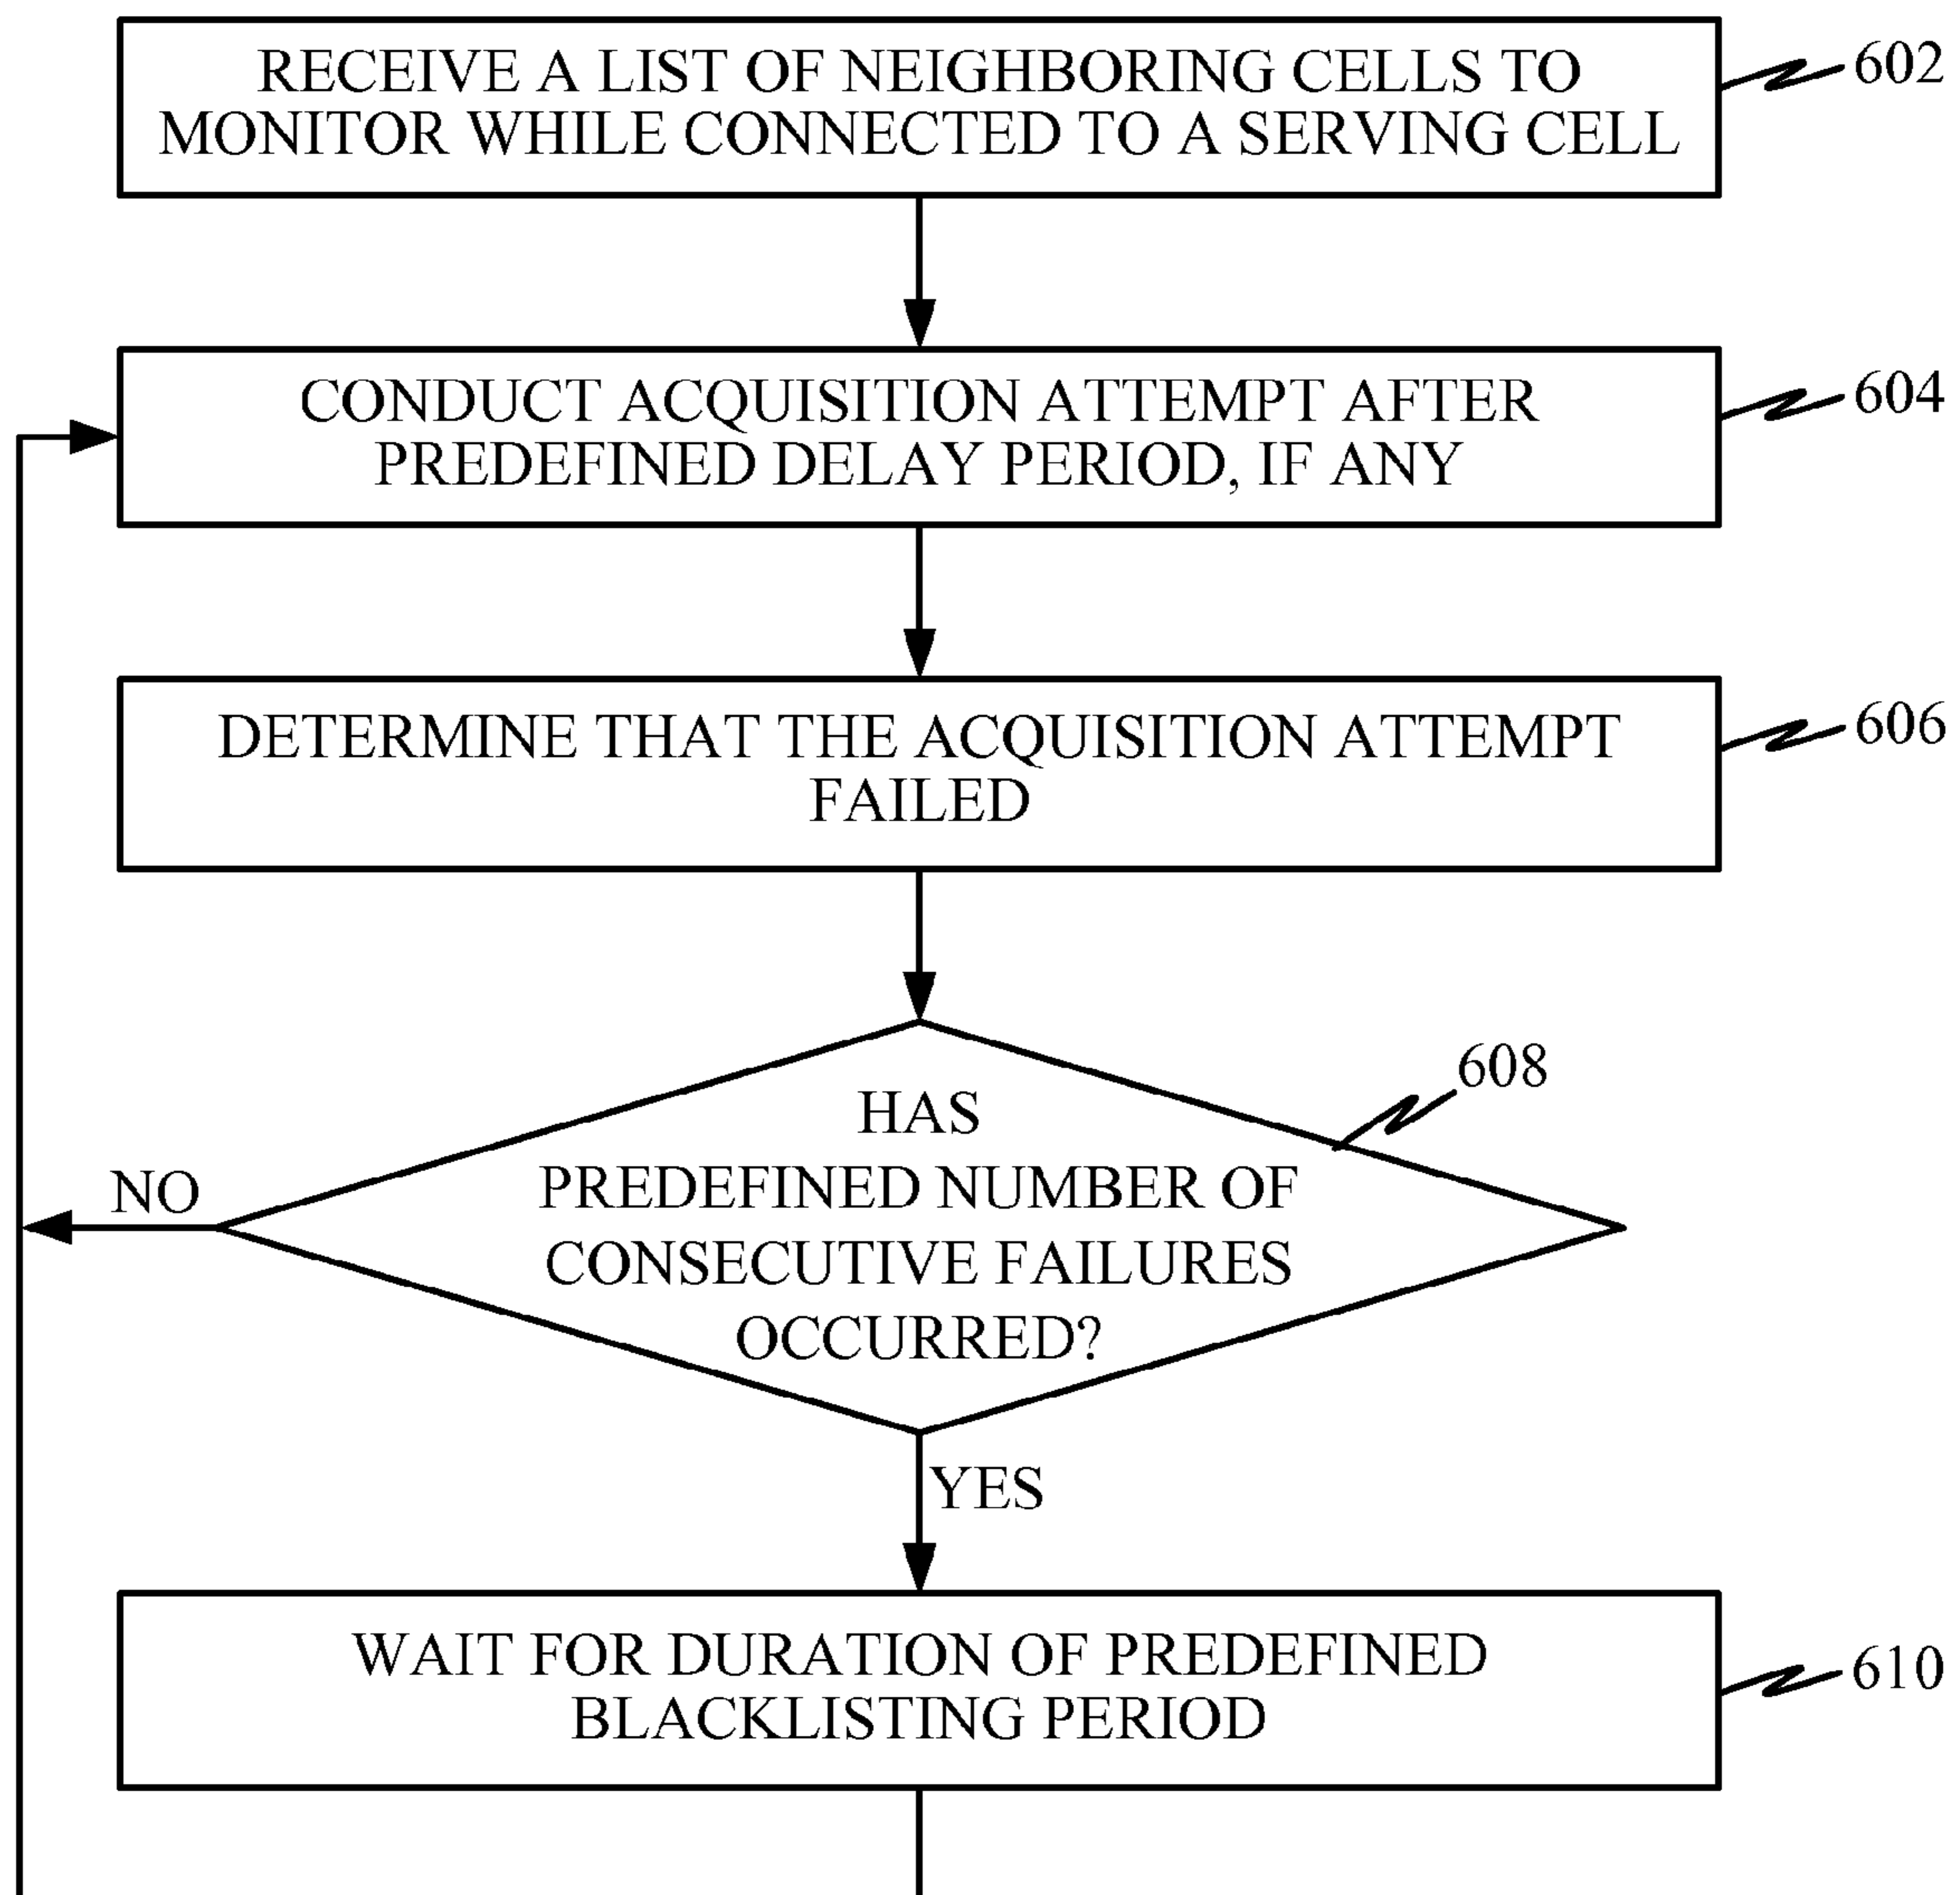 RECEIVE A LIST OF NEIGHBORING CELLS TO
MONITOR WHILE CONNECTED TO A SERVING CELL
602
CONDUCT ACQUISITION ATTEMPT AFTER
PREDEFINED DELAY PERIOD, IF ANY
604
DETERMINE THAT THE ACQUISITION ATTEMPT
FAILED
606
608
HAS
PREDEFINED NUMBER OF
CONSECUTIVE FAILURES
OCCURRED?
NO
YES
WAIT FOR DURATION OF PREDEFINED
BLACKLISTING PERIOD
610